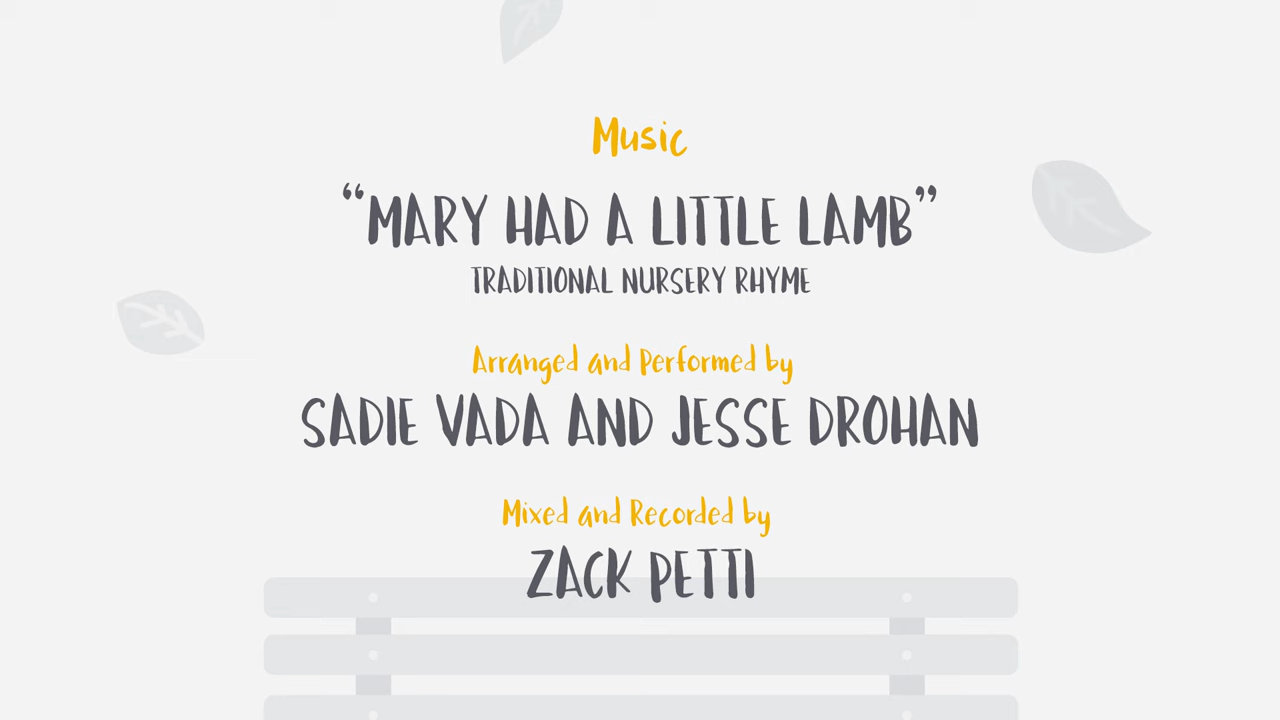 Music
“MARY HAD A LITTLE LAMB”
TRADITIONAL NURSERY RHYME
Arranged and Performed by
SADIE VADA AND JESSE DROHAN
Mixed and Recorded by
ZACK PETTI